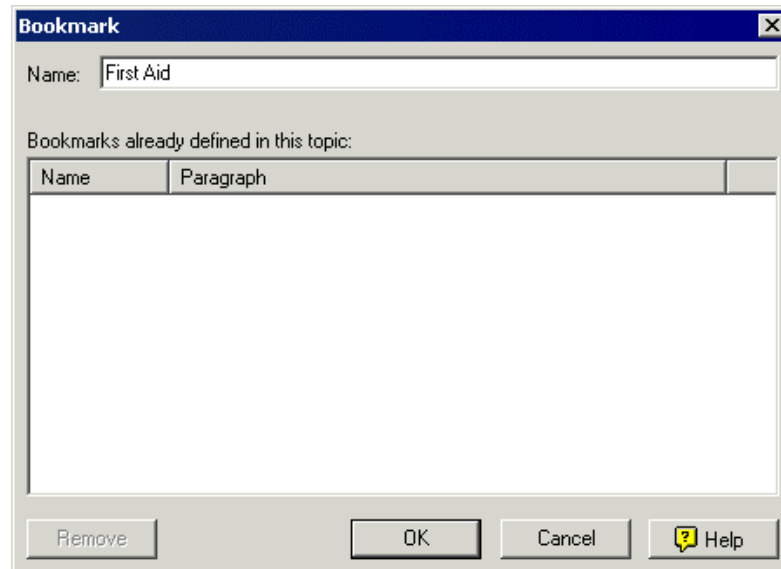 Bookmark
Name: First Aid
Bookmarks already defined in this topic:
Name Paragraph
Remove OK Cancel ? Help